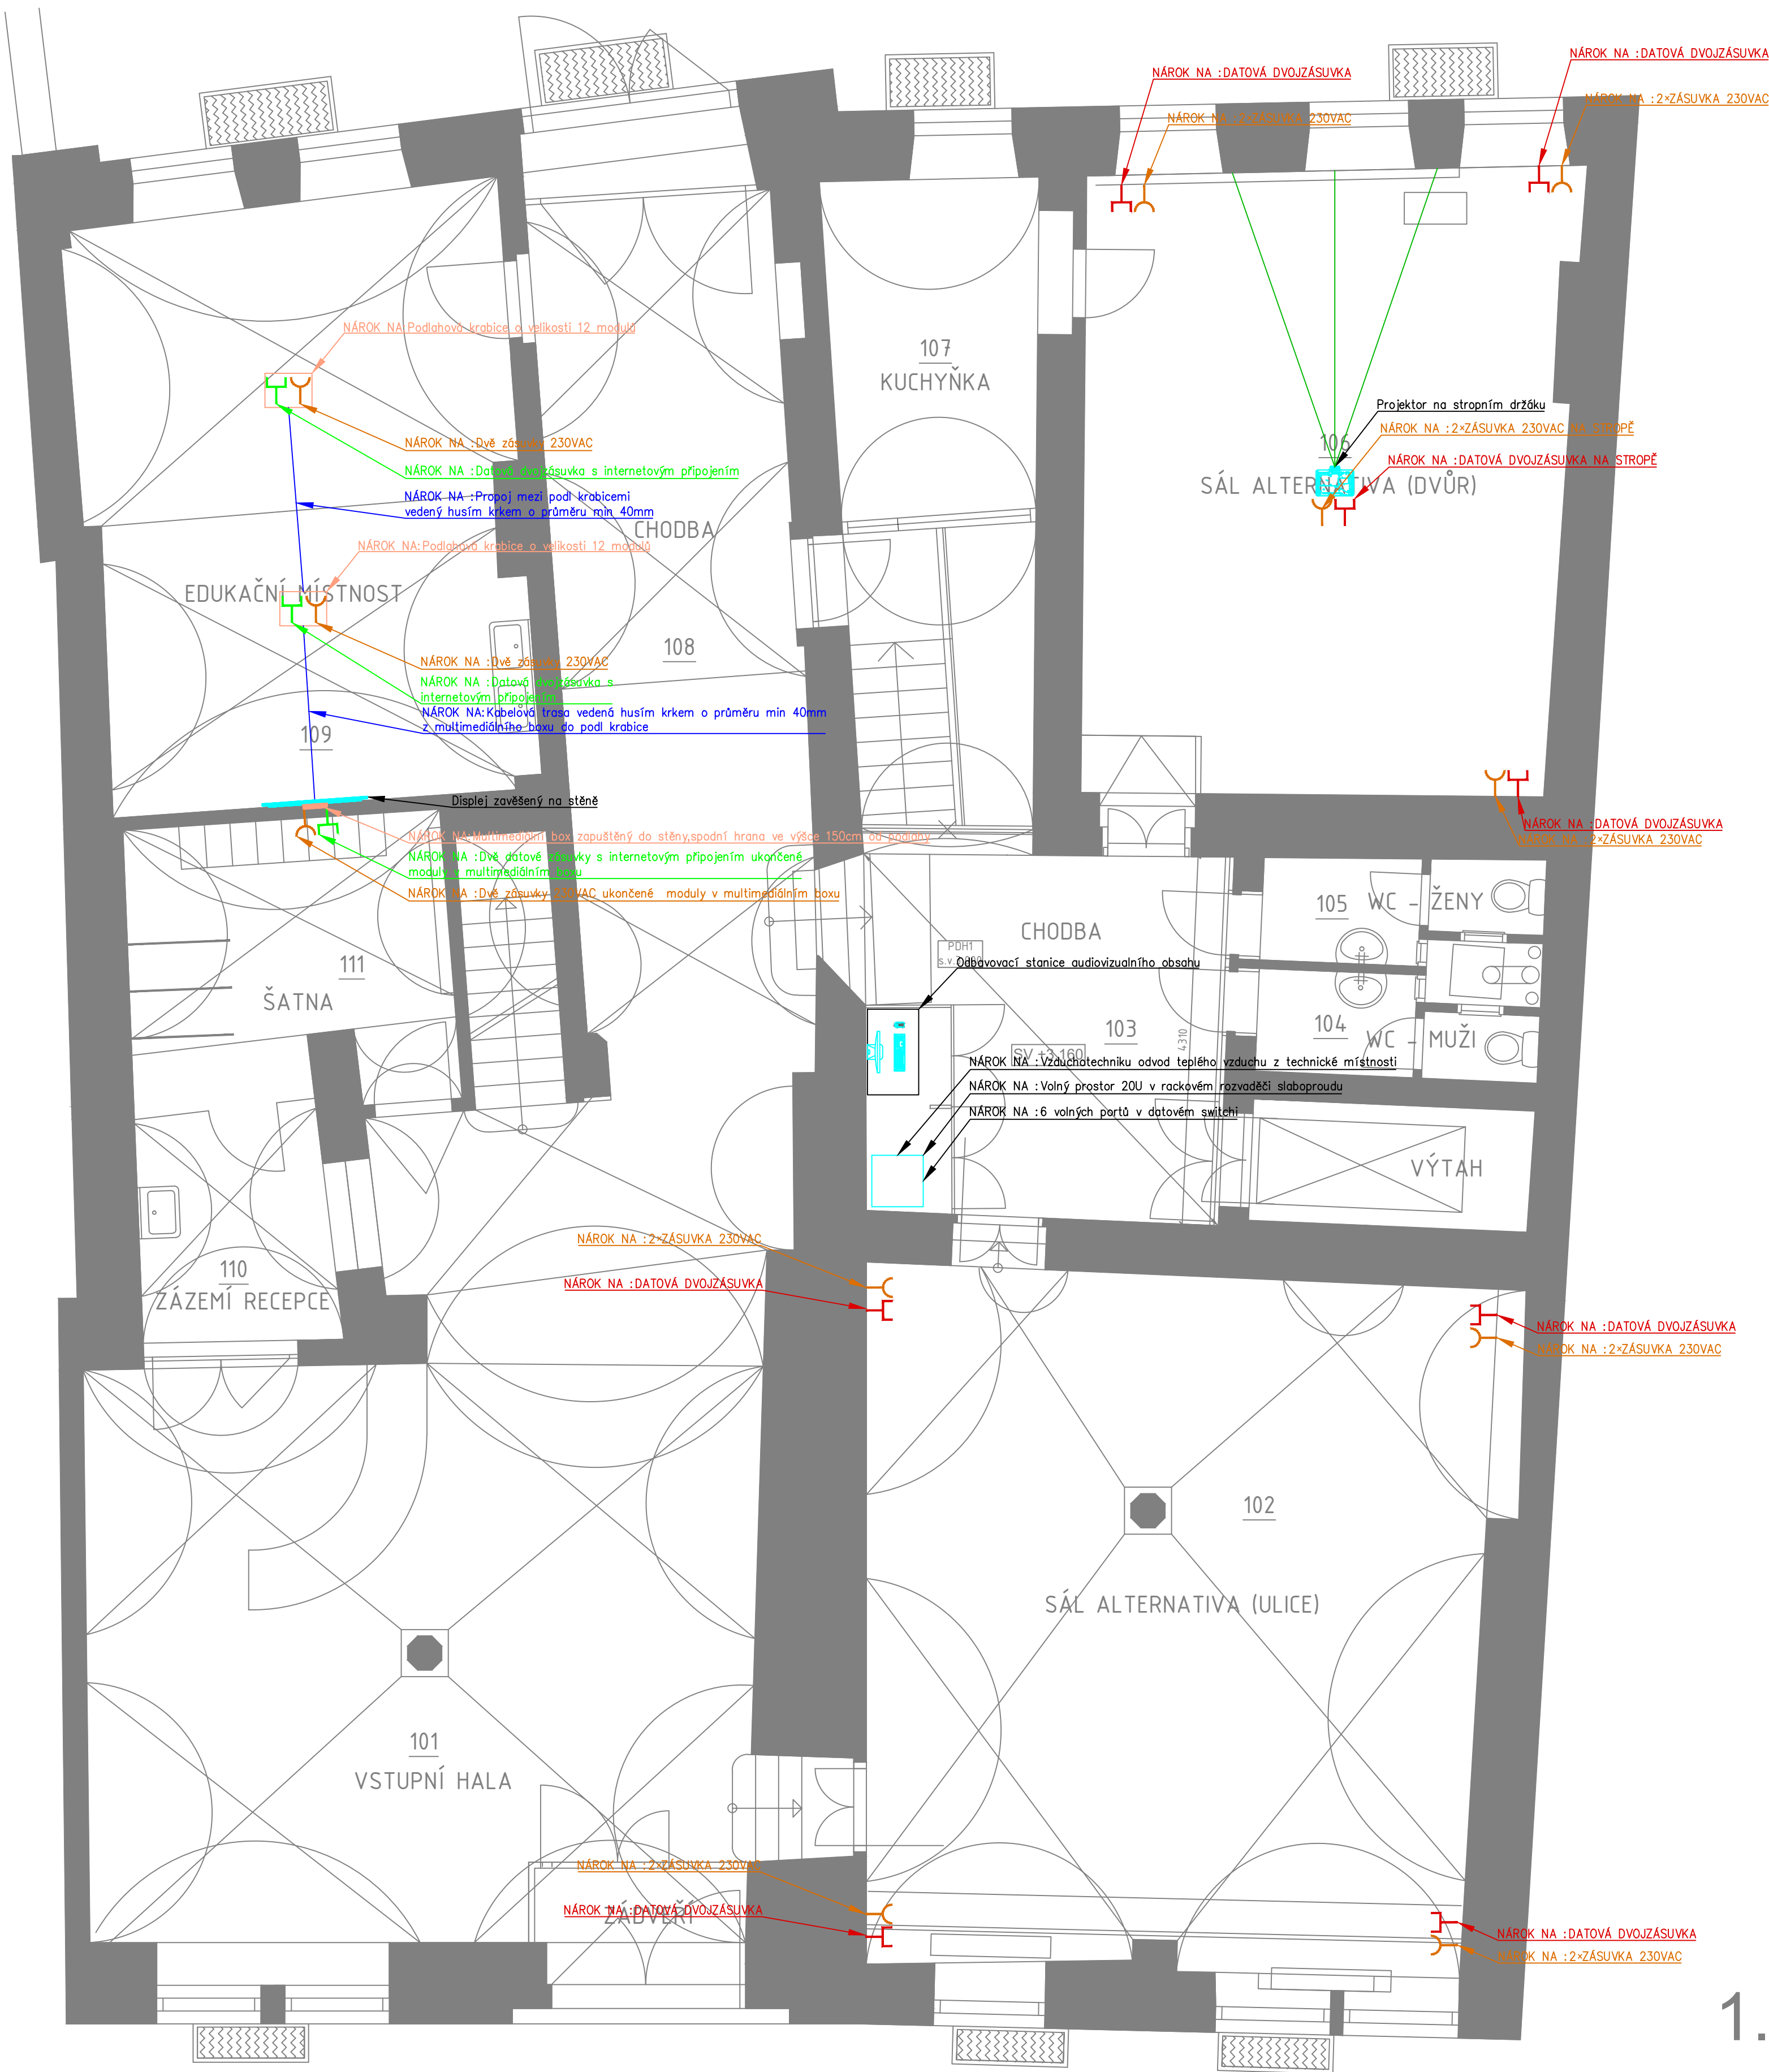 NÁROK NA :DATOVÁ DVOJZÁSUVKA
NÁROK NA :DATOVÁ DVOJZÁSUVKA
NÁROK NA :2×ZÁSUVKA 230VAC
NÁROK NA :2×ZÁSUVKA 230VAC
NÁROK NA:Podlahová krabice o velikosti 12 modulů
107
KUCHYŇKA
Projektor na stropním držáku
NÁROK NA :2×ZÁSUVKA 230VAC NA STROPĚ
106
NÁROK NA :Dvě zásuvky 230VAC
NÁROK NA :DATOVÁ DVOJZÁSUVKA NA STROPĚ
NÁROK NA :Datová dvojzásuvka s internetovým připojením
SÁL ALTERNATIVA (DVŮR)
NÁROK NA :Propoj mezi podl krabicemi
vedený husím krkem o průměru min 40mm
CHODBA
NÁROK NA:Podlahová krabice o velikosti 12 modulů
EDUKAČNÍ MÍSTNOST
108
NÁROK NA :Dvě zásuvky 230VAC
NÁROK NA :Datová dvojzásuvka s
internetovým připojením
NÁROK NA:Kabelová trasa vedená husím krkem o průměru min 40mm
z multimediálního boxu do podl krabice
109
Displej zavěšený na stěně
NÁROK NA:Multimediální box zapuštěný do stěny,spodní hrana ve výšce 150cm od podlahy
NÁROK NA :DATOVÁ DVOJZÁSUVKA
NÁROK NA :2×ZÁSUVKA 230VAC
NÁROK NA :Dvě datové zásuvky s internetovým připojením ukončené
moduly v multimediálním boxu
NÁROK NA :Dvě zásuvky 230VAC ukončené moduly v multimediálním boxu
105
WC - ŽENY
CHODBA
PDH1
s.v.
Odbavovací stanice audiovizualního obsahu
111
ŠATNA
103
4310
104
WC - MUŽI
SV +3,160
NÁROK NA :Vzduchotechniku odvod teplého vzduchu z technické místnosti
NÁROK NA :Volný prostor 20U v rackovém rozvaděči slaboproudu
NÁROK NA :6 volných portů v datovém switchi
VÝTAH
NÁROK NA :2×ZÁSUVKA 230VAC
NÁROK NA :DATOVÁ DVOJZÁSUVKA
110
ZÁZEMÍ RECEPCE
NÁROK NA :DATOVÁ DVOJZÁSUVKA
NÁROK NA :2×ZÁSUVKA 230VAC
102
SÁL ALTERNATIVA (ULICE)
101
VSTUPNÍ HALA
NÁROK NA :2×ZÁSUVKA 230VAC
NÁROK NA :DATOVÁ DVOJZÁSUVKA
ZÁDVEŘÍ
NÁROK NA :DATOVÁ DVOJZÁSUVKA
NÁROK NA :2×ZÁSUVKA 230VAC
1.